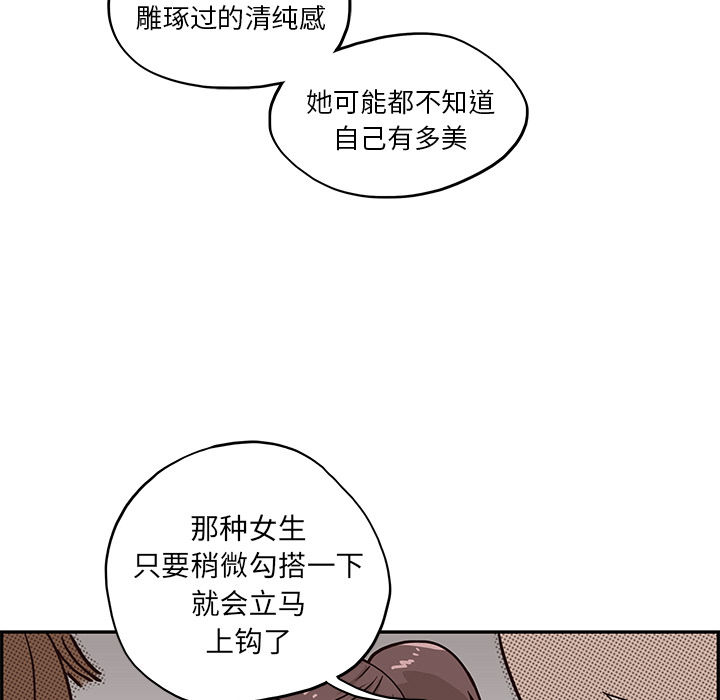 雕琢过的清纯感
她可能都不知道
自己有多美
那种女生
只要稍微勾搭一下
就会立马
上钩了